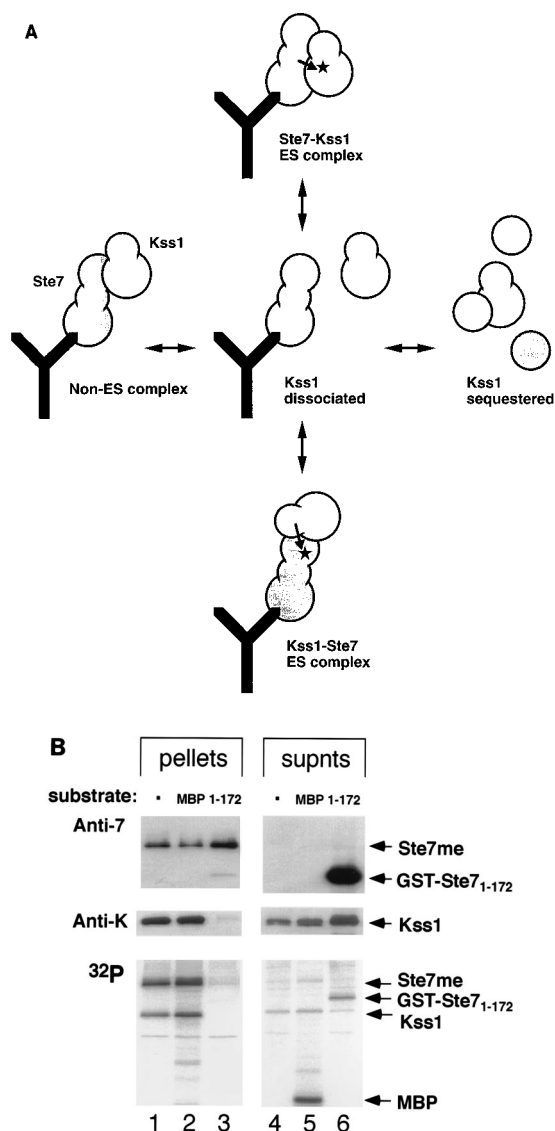 A
Ste7-Kss1
ES complex
Kss1
Ste7
Non-ES complex
Kss1
dissociated
Kss1
sequestered
Kss1-Ste7
ES complex
B
pellets
supnts
substrate: - MBP 1-172 - MBP 1-172
Anti-7
Ste7me
GST-Ste7₁₋₁₇₂
Anti-K
Kss1
³²P
Ste7me
GST-Ste7₁₋₁₇₂
Kss1
MBP
1 2 3 4 5 6